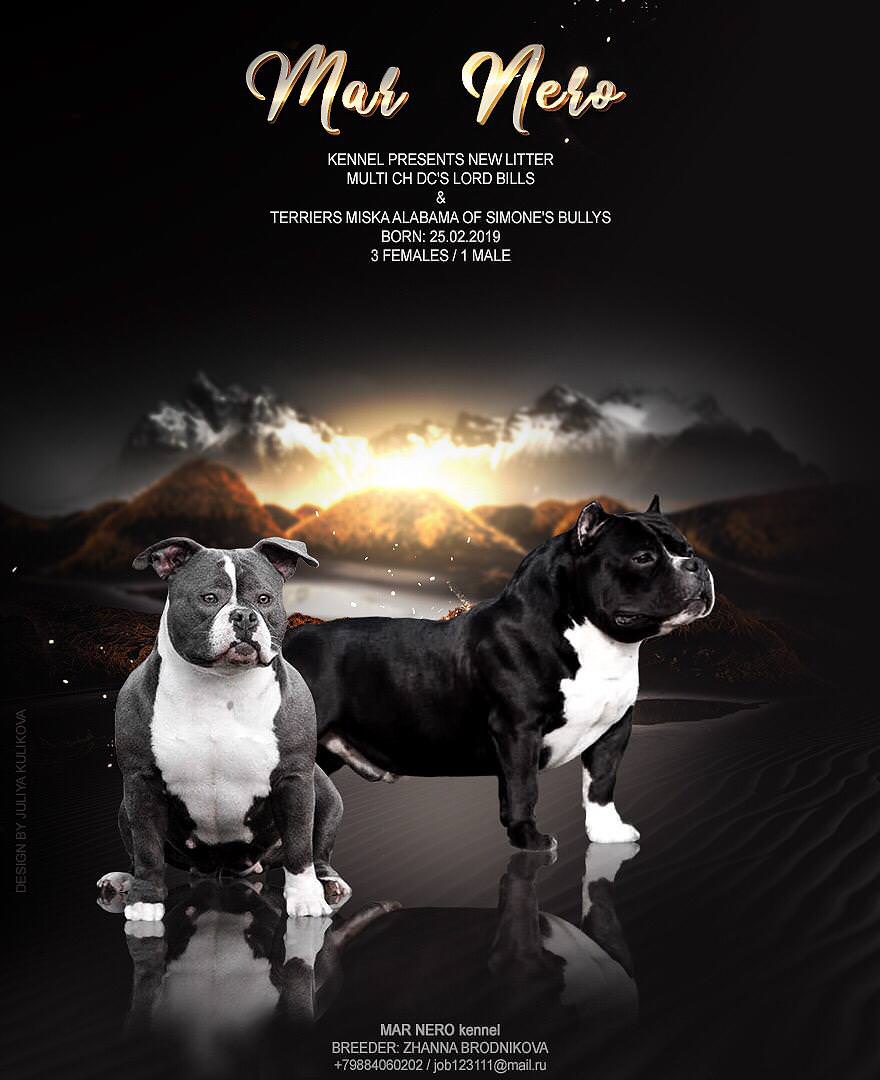 Mar Nero
KENNEL PRESENTS NEW LITTER
MULTI CH DC'S LORD BILLS
&
TERRIERS MISKA ALABAMA OF SIMONE'S BULLYS
BORN: 25.02.2019
3 FEMALES / 1 MALE
DESIGN BY JULIYA KULIKOVA
MAR NERO kennel
BREEDER: ZHANNA BRODNIKOVA
+79884060202 / job123111@mail.ru